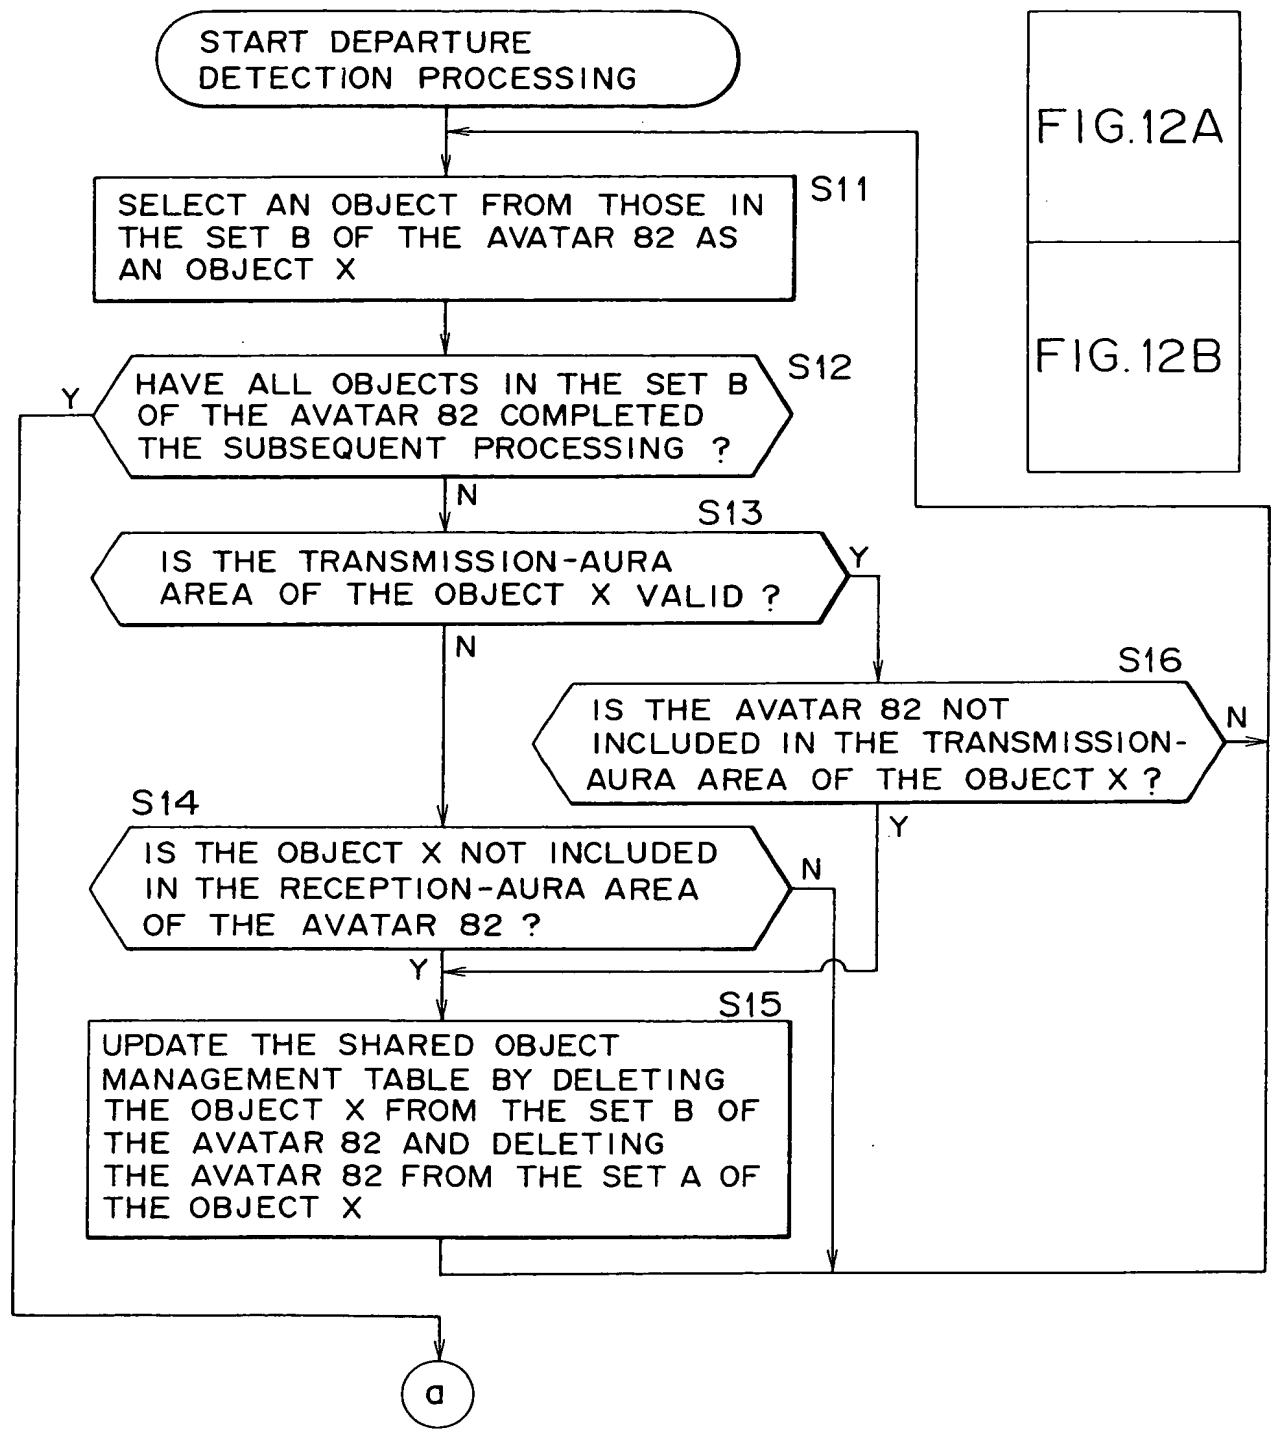 START DEPARTURE
DETECTION PROCESSING
FIG.12A
FIG.12B
S11
SELECT AN OBJECT FROM THOSE IN
THE SET B OF THE AVATAR 82 AS
AN OBJECT X
S12
Y
HAVE ALL OBJECTS IN THE SET B
OF THE AVATAR 82 COMPLETED
THE SUBSEQUENT PROCESSING ?
N
S13
IS THE TRANSMISSION-AURA
AREA OF THE OBJECT X VALID ?
Y
N
S16
IS THE AVATAR 82 NOT
INCLUDED IN THE TRANSMISSION-
AURA AREA OF THE OBJECT X ?
N
Y
S14
IS THE OBJECT X NOT INCLUDED
IN THE RECEPTION-AURA AREA
OF THE AVATAR 82 ?
N
Y
S15
UPDATE THE SHARED OBJECT
MANAGEMENT TABLE BY DELETING
THE OBJECT X FROM THE SET B OF
THE AVATAR 82 AND DELETING
THE AVATAR 82 FROM THE SET A OF
THE OBJECT X
a